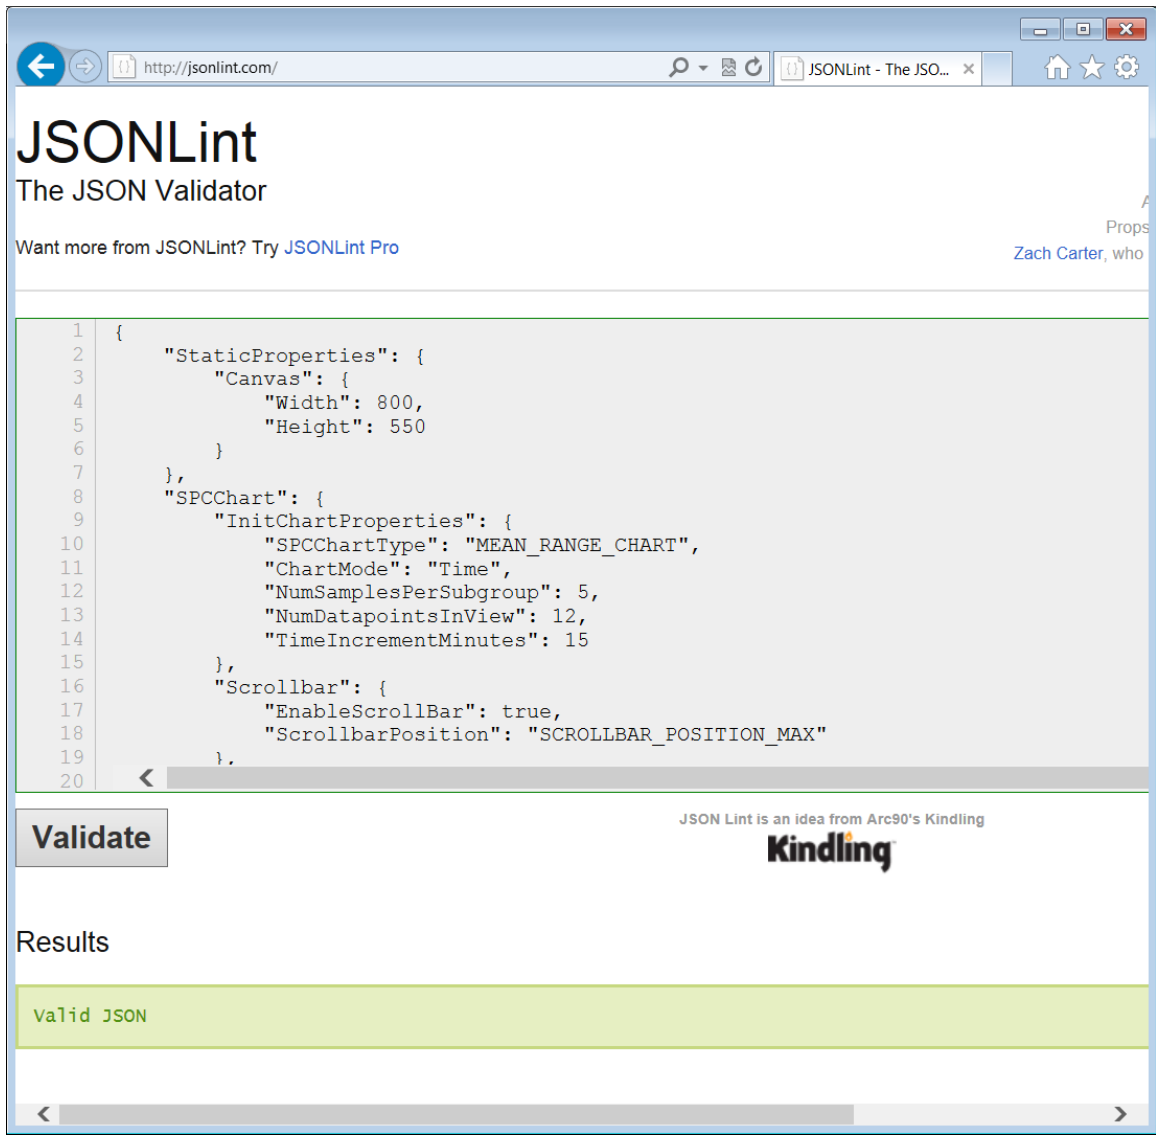 http://jsonlint.com/
JSONLint - The JSO...
JSONLint
The JSON Validator
A
Props
Want more from JSONLint? Try JSONLint Pro
Zach Carter, who
1 {
2 "StaticProperties": {
3 "Canvas": {
4 "Width": 800,
5 "Height": 550
6 }
7 },
8 "SPCChart": {
9 "InitChartProperties": {
10 "SPCChartType": "MEAN_RANGE_CHART",
11 "ChartMode": "Time",
12 "NumSamplesPerSubgroup": 5,
13 "NumDatapointsInView": 12,
14 "TimeIncrementMinutes": 15
15 },
16 "Scrollbar": {
17 "EnableScrollBar": true,
18 "ScrollbarPosition": "SCROLLBAR_POSITION_MAX"
19 },
20
Validate
JSON Lint is an idea from Arc90's Kindling
Kindling
Results
Valid JSON